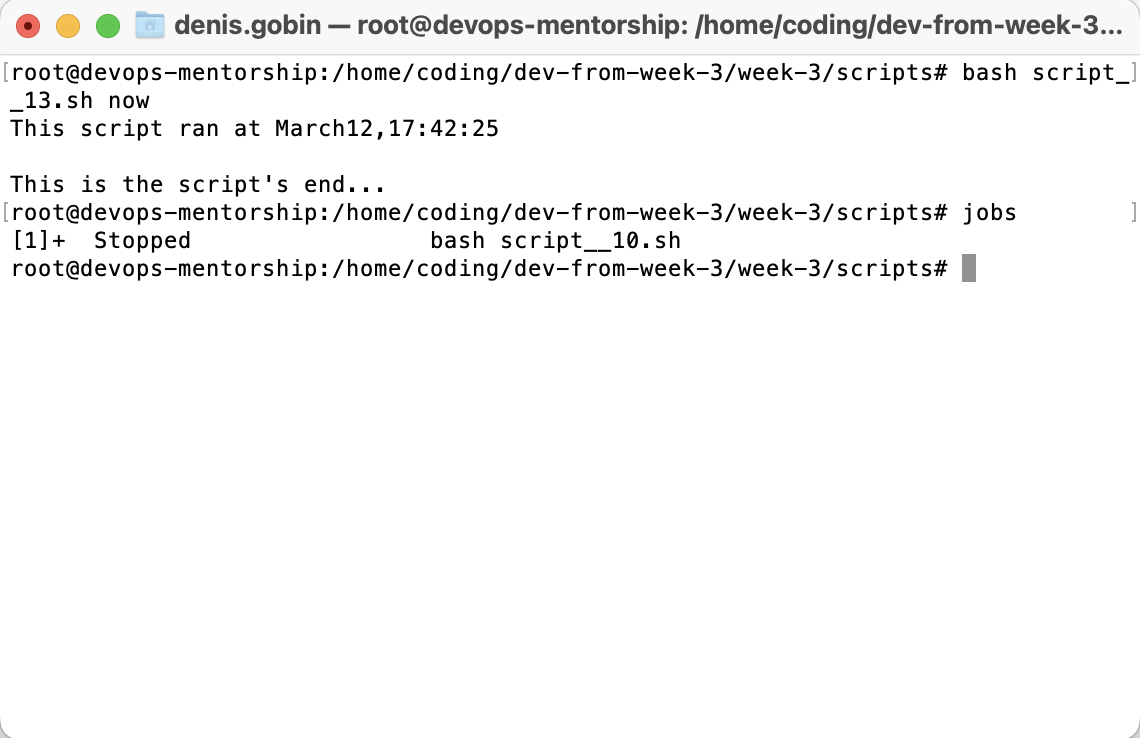 denis.gobin — root@devops-mentorship: /home/coding/dev-from-week-3...
[root@devops-mentorship:/home/coding/dev-from-week-3/week-3/scripts# bash script_]
_13.sh now
This script ran at March12,17:42:25
This is the script's end...
[root@devops-mentorship:/home/coding/dev-from-week-3/week-3/scripts# jobs ]
[1]+  Stopped                 bash script__10.sh
root@devops-mentorship:/home/coding/dev-from-week-3/week-3/scripts#